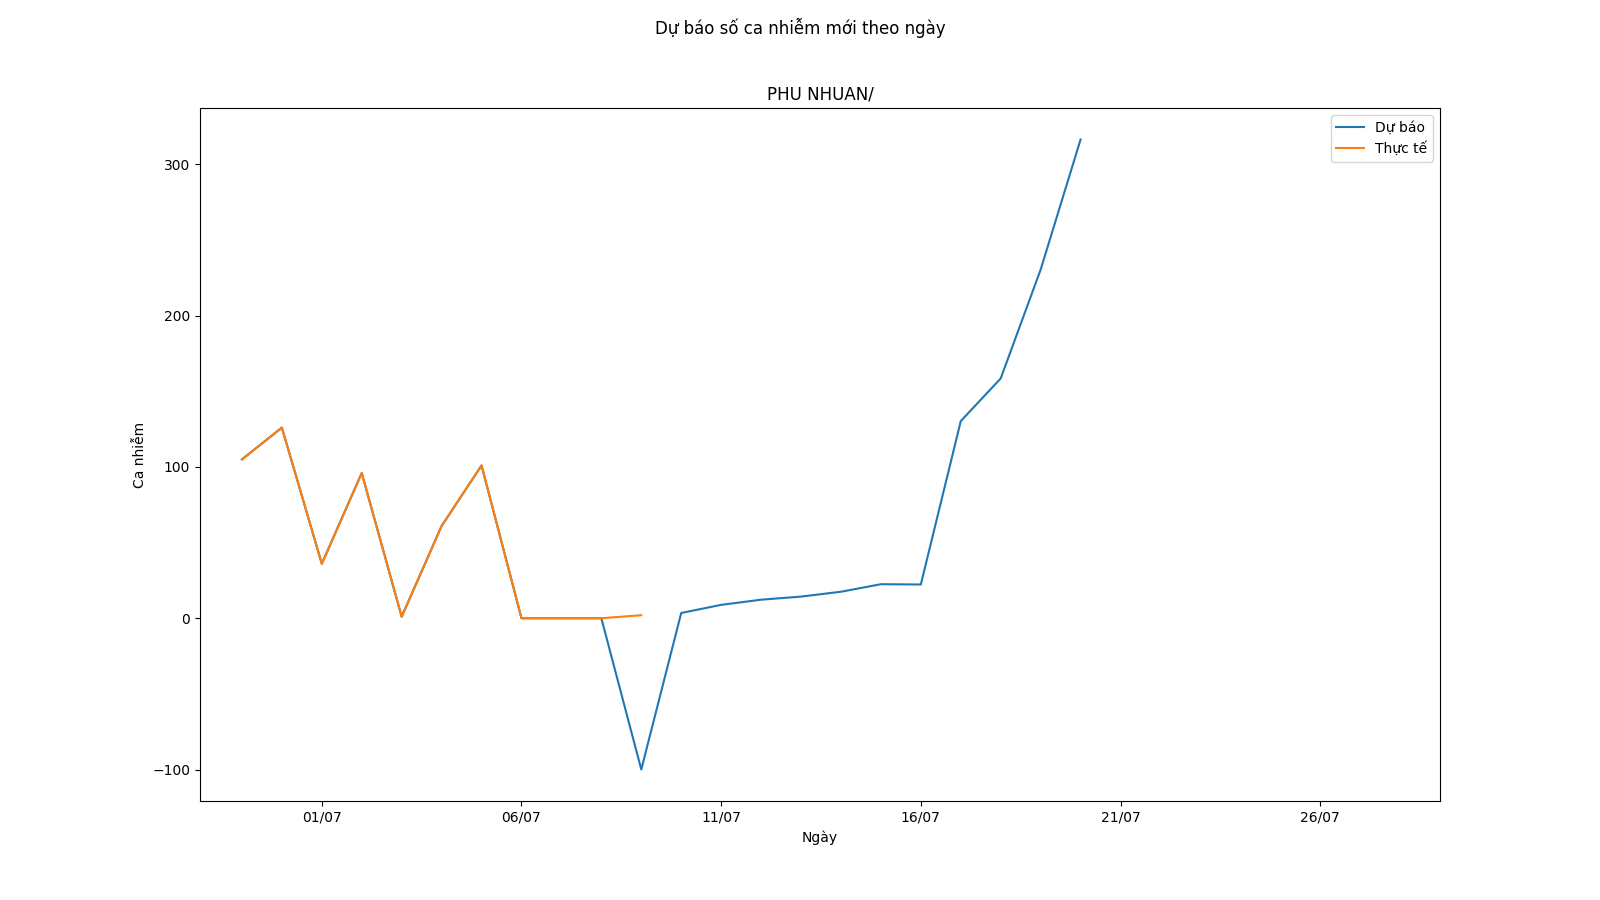 Dự báo số ca nhiễm mới theo ngày
PHU NHUAN/
Dự báo
Thực tế
300
200
100
0
−100
Ca nhiễm
01/07
06/07
11/07
16/07
21/07
26/07
Ngày